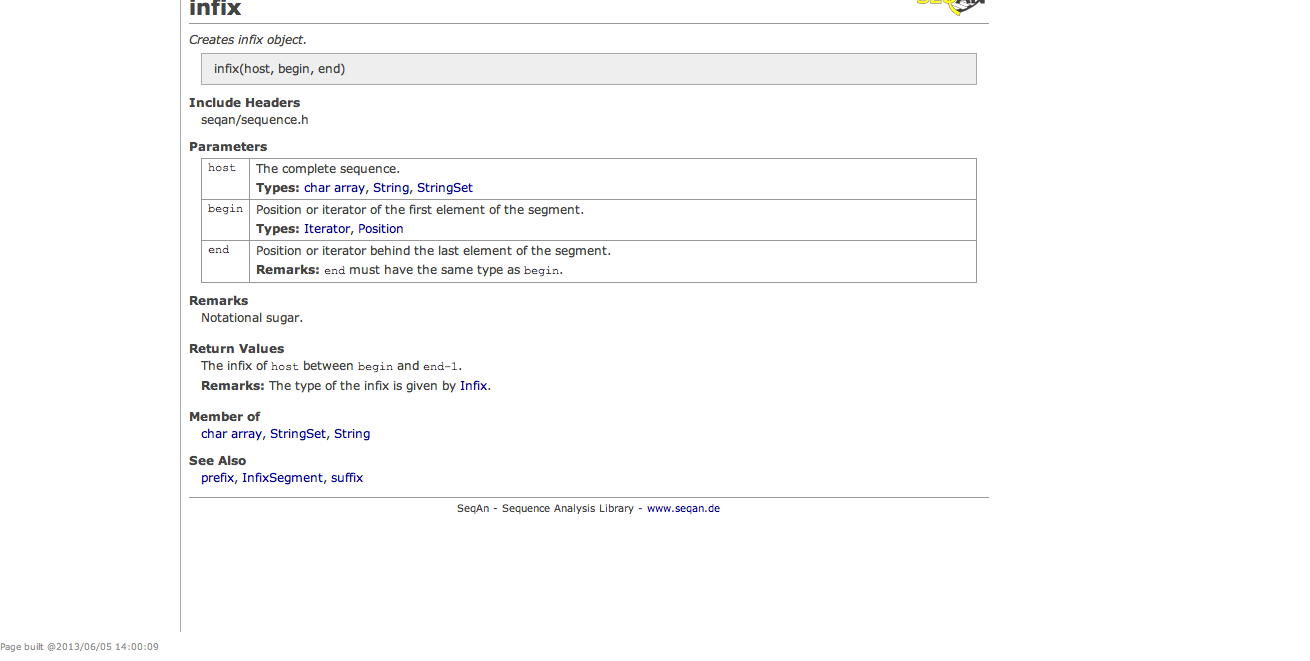 infix
Creates infix object.
infix(host, begin, end)
Include Headers
seqan/sequence.h
Parameters
host
The complete sequence.
Types: char array, String, StringSet
begin
Position or iterator of the first element of the segment.
Types: Iterator, Position
end
Position or iterator behind the last element of the segment.
Remarks: end must have the same type as begin.
Remarks
Notational sugar.
Return Values
The infix of host between begin and end-1.
Remarks: The type of the infix is given by Infix.
Member of
char array, StringSet, String
See Also
prefix, InfixSegment, suffix
SeqAn - Sequence Analysis Library - www.seqan.de
Page built @2013/06/05 14:00:09